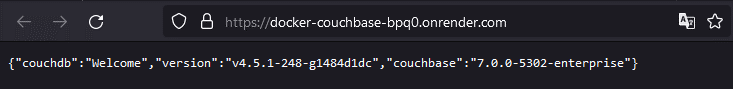 https://docker-couchbase-bpq0.onrender.com
{"couchdb":"Welcome","version":"v4.5.1-248-g1484d1dc","couchbase":"7.0.0-5302-enterprise"}